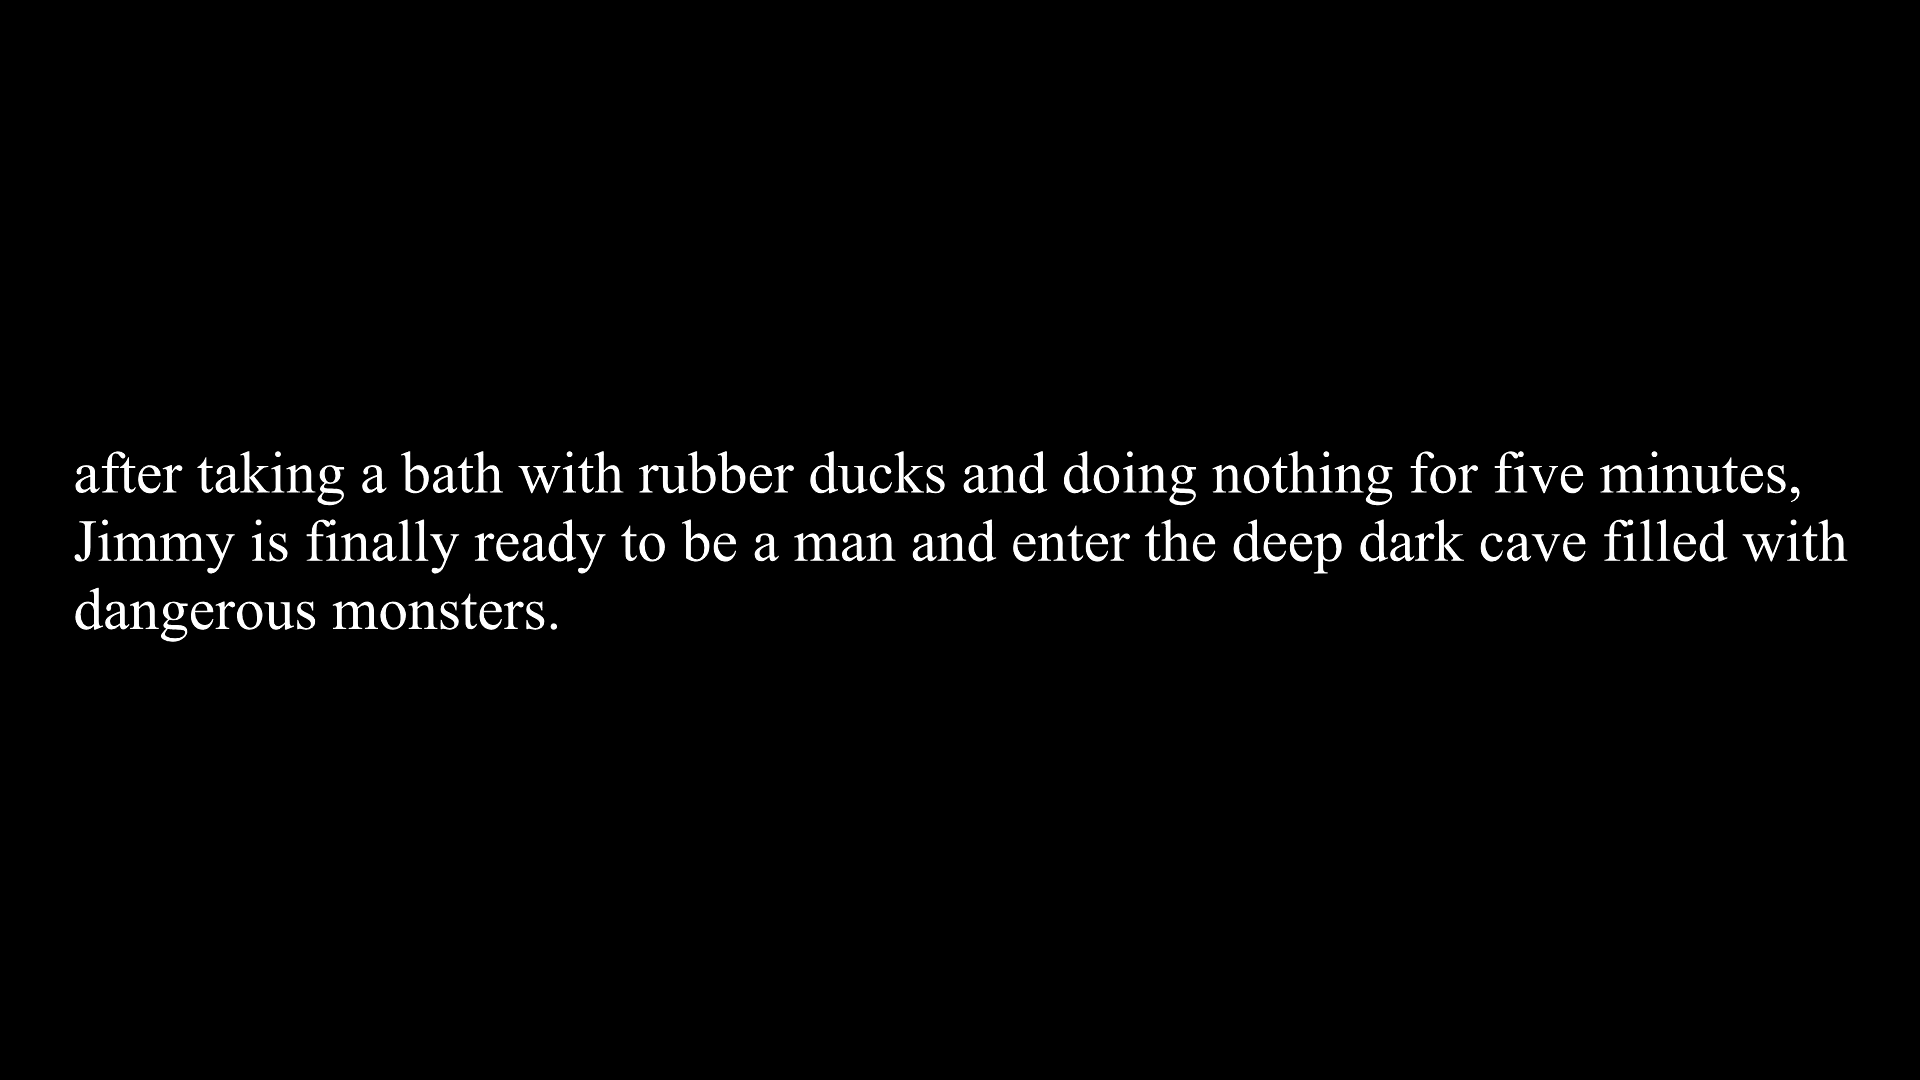 after taking a bath with rubber ducks and doing nothing for five minutes,
Jimmy is finally ready to be a man and enter the deep dark cave filled with
dangerous monsters.